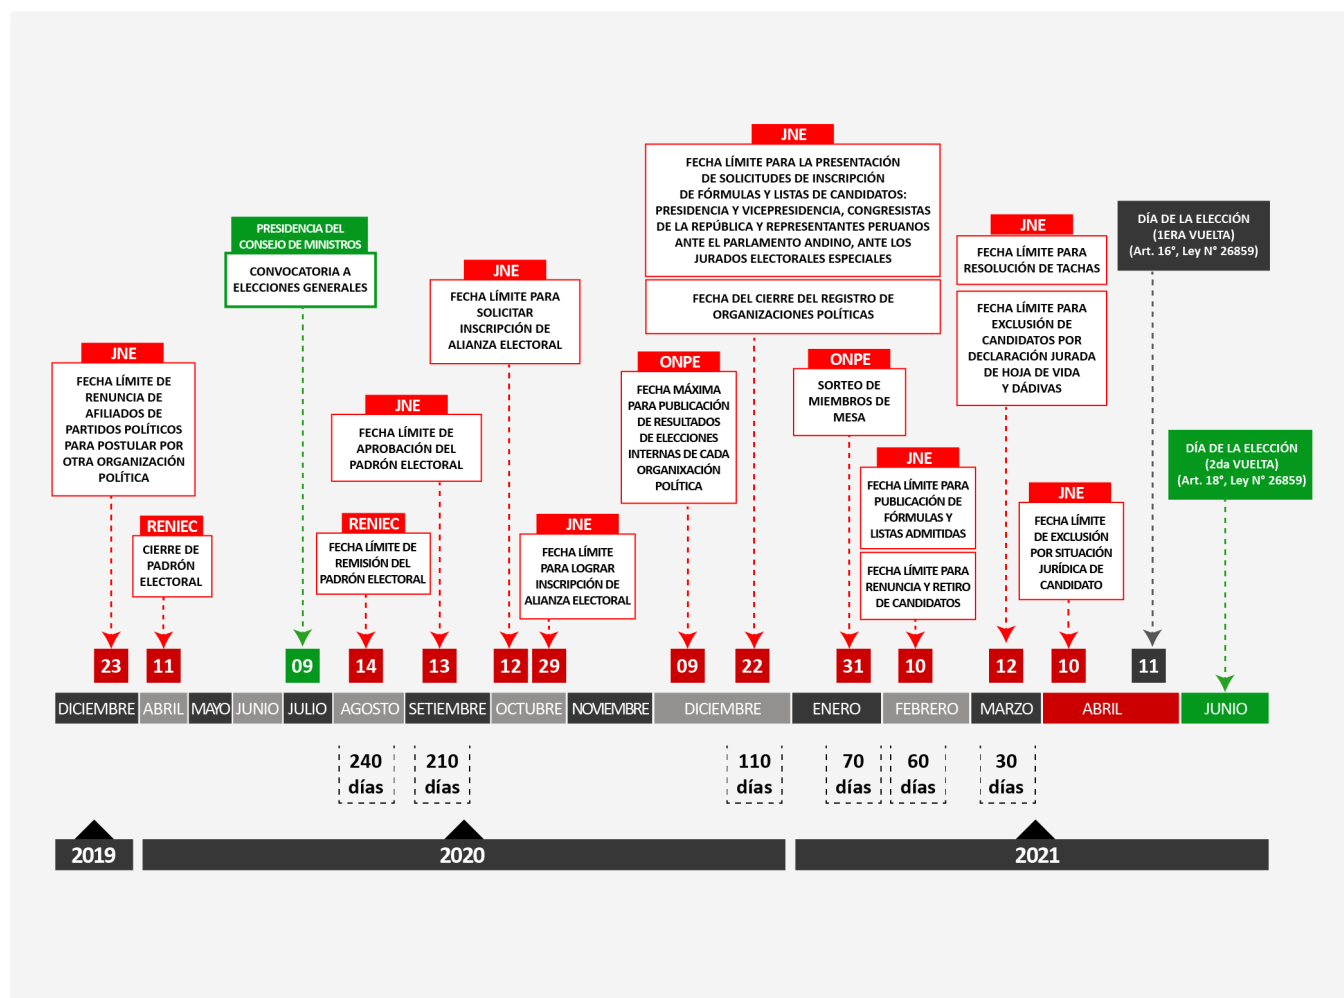 JNE
FECHA LÍMITE DE
RENUNCIA DE
AFILIADOS DE
PARTIDOS POLÍTICOS
PARA POSTULAR POR
OTRA ORGANIZACIÓN
POLÍTICA
RENIEC
CIERRE DE
PADRÓN
ELECTORAL
PRESIDENCIA DEL
CONSEJO DE MINISTROS
CONVOCATORIA A
ELECCIONES GENERALES
RENIEC
FECHA LÍMITE DE
REMISIÓN DEL
PADRÓN ELECTORAL
JNE
FECHA LÍMITE DE
APROBACIÓN DEL
PADRÓN ELECTORAL
JNE
FECHA LÍMITE PARA
SOLICITAR
INSCRIPCIÓN DE
ALIANZA ELECTORAL
JNE
FECHA LÍMITE
PARA LOGRAR
INSCRIPCIÓN DE
ALIANZA ELECTORAL
ONPE
FECHA MÁXIMA
PARA PUBLICACIÓN
DE RESULTADOS
DE ELECCIONES
INTERNAS DE CADA
ORGANIXACIÓN
POLÍTICA
JNE
FECHA LÍMITE PARA LA PRESENTACIÓN
DE SOLICITUDES DE INSCRIPCIÓN
DE FÓRMULAS Y LISTAS DE CANDIDATOS:
PRESIDENCIA Y VICEPRESIDENCIA, CONGRESISTAS
DE LA REPÚBLICA Y REPRESENTANTES PERUANOS
ANTE EL PARLAMENTO ANDINO, ANTE LOS
JURADOS ELECTORALES ESPECIALES
FECHA DEL CIERRE DEL REGISTRO DE
ORGANIZACIONES POLÍTICAS
ONPE
SORTEO DE
MIEMBROS DE
MESA
JNE
FECHA LÍMITE PARA
PUBLICACIÓN DE
FÓRMULAS Y
LISTAS ADMITIDAS
FECHA LÍMITE PARA
RENUNCIA Y RETIRO
DE CANDIDATOS
JNE
FECHA LÍMITE PARA
RESOLUCIÓN DE TACHAS
FECHA LÍMITE PARA
EXCLUSIÓN DE
CANDIDATOS POR
DECLARACIÓN JURADA
DE HOJA DE VIDA
Y DÁDIVAS
JNE
FECHA LÍMITE
DE EXCLUSIÓN
POR SITUACIÓN
JURÍDICA DE
CANDIDATO
DÍA DE LA ELECCIÓN
(1ERA VUELTA)
(Art. 16°, Ley N° 26859)
DÍA DE LA ELECCIÓN
(2da VUELTA)
(Art. 18°, Ley N° 26859)
23 11 09 14 13 12 29 09 22 31 10 12 10 11
DICIEMBRE ABRIL MAYO JUNIO JULIO AGOSTO SETIEMBRE OCTUBRE NOVIEMBRE DICIEMBRE ENERO FEBRERO MARZO ABRIL JUNIO
240
días
210
días
110
días
70
días
60
días
30
días
2019 2020 2021